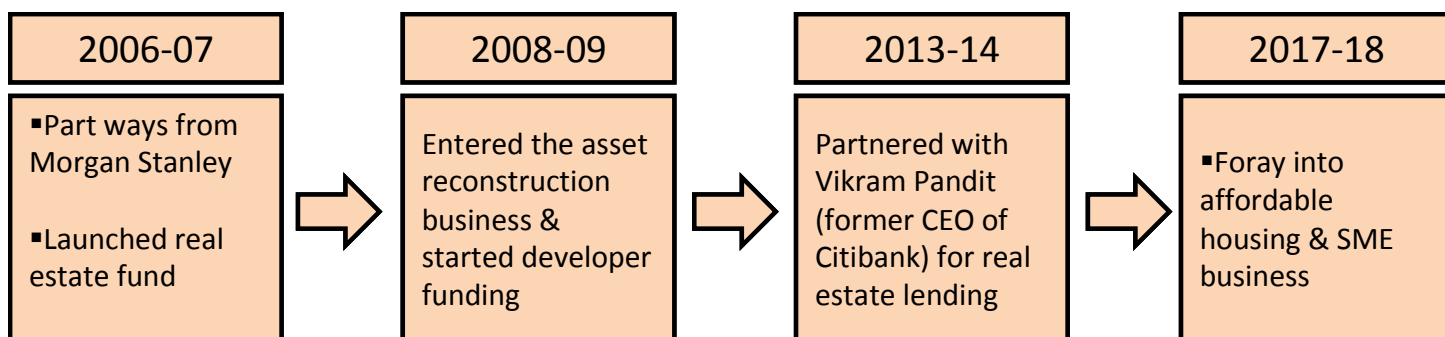 2006-07
▪Part ways from
Morgan Stanley
▪Launched real
estate fund
2008-09
Entered the asset
reconstruction
business &
started developer
funding
2013-14
Partnered with
Vikram Pandit
(former CEO of
Citibank) for real
estate lending
2017-18
▪Foray into
affordable
housing & SME
business